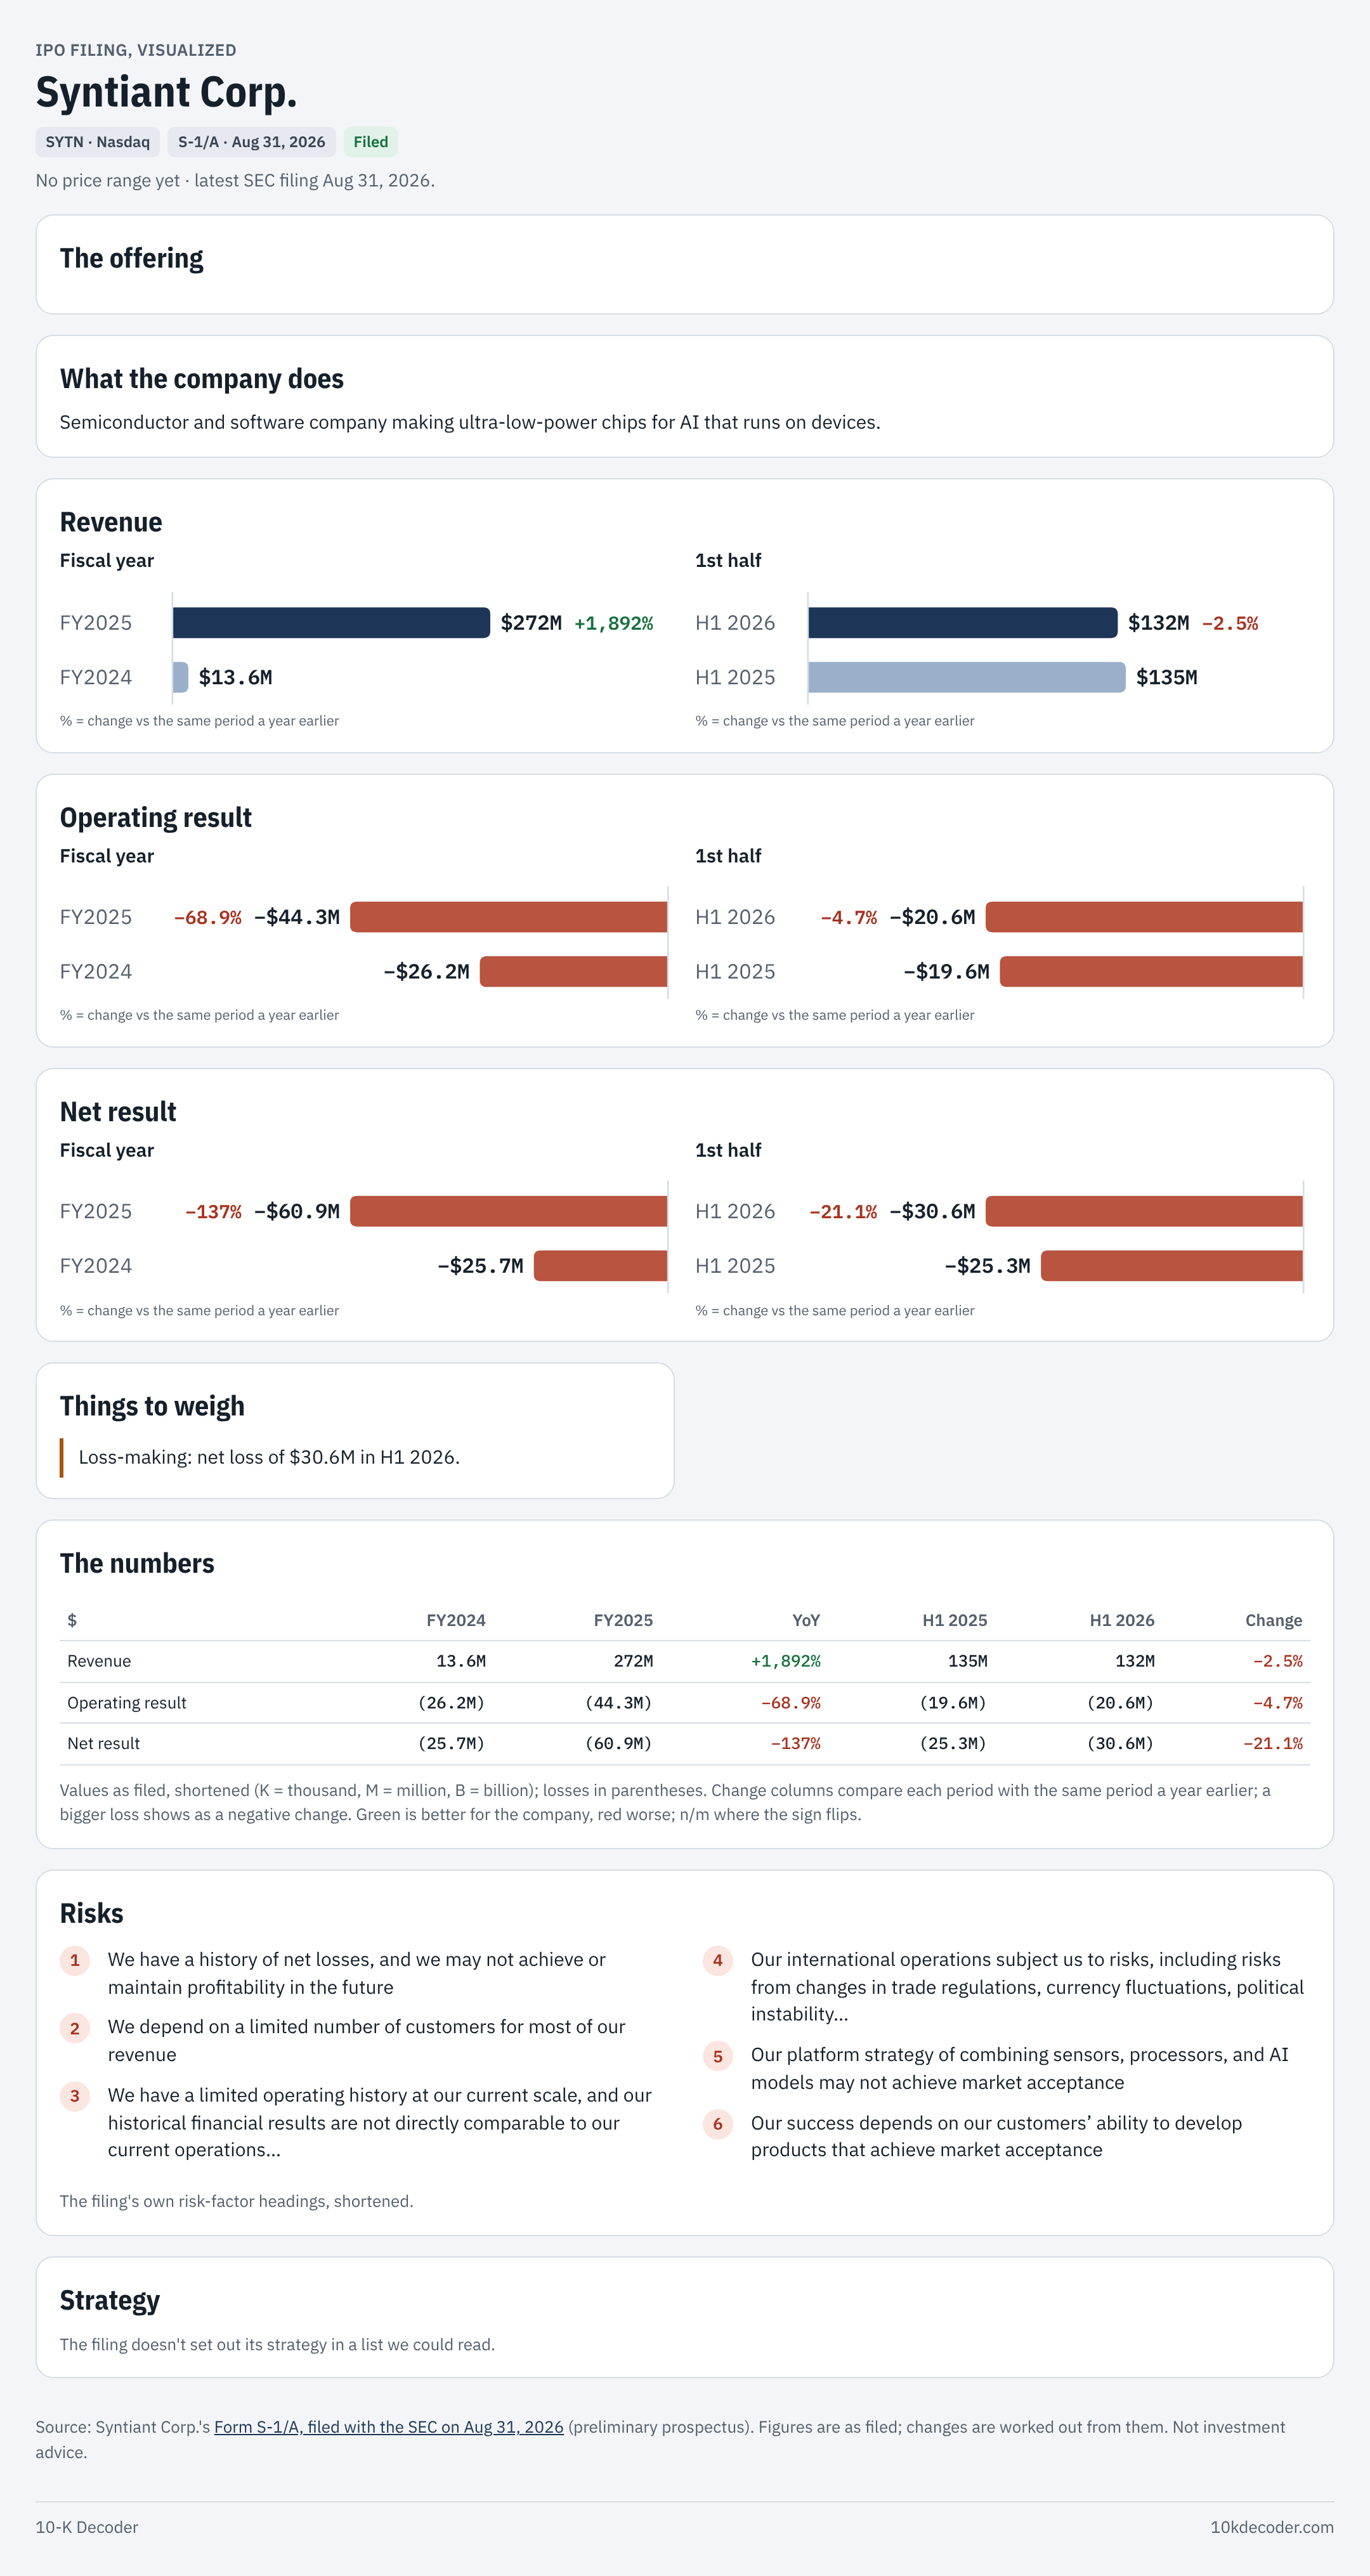 IPO FILING, VISUALIZED
Syntiant Corp.
SYTN · Nasdaq S-1/A · Aug 31, 2026 Filed
No price range yet · latest SEC filing Aug 31, 2026.
The offering
What the company does
Semiconductor and software company making ultra-low-power chips for AI that runs on devices.
Revenue
Fiscal year
FY2025 $272M +1,892%
FY2024 $13.6M
% = change vs the same period a year earlier
1st half
H1 2026 $132M −2.5%
H1 2025 $135M
% = change vs the same period a year earlier
Operating result
Fiscal year
FY2025 −68.9% −$44.3M
FY2024 −$26.2M
% = change vs the same period a year earlier
1st half
H1 2026 −4.7% −$20.6M
H1 2025 −$19.6M
% = change vs the same period a year earlier
Net result
Fiscal year
FY2025 −137% −$60.9M
FY2024 −$25.7M
% = change vs the same period a year earlier
1st half
H1 2026 −21.1% −$30.6M
H1 2025 −$25.3M
% = change vs the same period a year earlier
Things to weigh
Loss-making: net loss of $30.6M in H1 2026.
The numbers
$ FY2024 FY2025 YoY H1 2025 H1 2026 Change
Revenue 13.6M 272M +1,892% 135M 132M −2.5%
Operating result (26.2M) (44.3M) −68.9% (19.6M) (20.6M) −4.7%
Net result (25.7M) (60.9M) −137% (25.3M) (30.6M) −21.1%
Values as filed, shortened (K = thousand, M = million, B = billion); losses in parentheses. Change columns compare each period with the same period a year earlier; a
bigger loss shows as a negative change. Green is better for the company, red worse; n/m where the sign flips.
Risks
1 We have a history of net losses, and we may not achieve or
maintain profitability in the future
2 We depend on a limited number of customers for most of our
revenue
3 We have a limited operating history at our current scale, and our
historical financial results are not directly comparable to our
current operations…
4 Our international operations subject us to risks, including risks
from changes in trade regulations, currency fluctuations, political
instability…
5 Our platform strategy of combining sensors, processors, and AI
models may not achieve market acceptance
6 Our success depends on our customers’ ability to develop
products that achieve market acceptance
The filing's own risk-factor headings, shortened.
Strategy
The filing doesn't set out its strategy in a list we could read.
Source: Syntiant Corp.'s Form S-1/A, filed with the SEC on Aug 31, 2026 (preliminary prospectus). Figures are as filed; changes are worked out from them. Not investment
advice.
10-K Decoder 10kdecoder.com